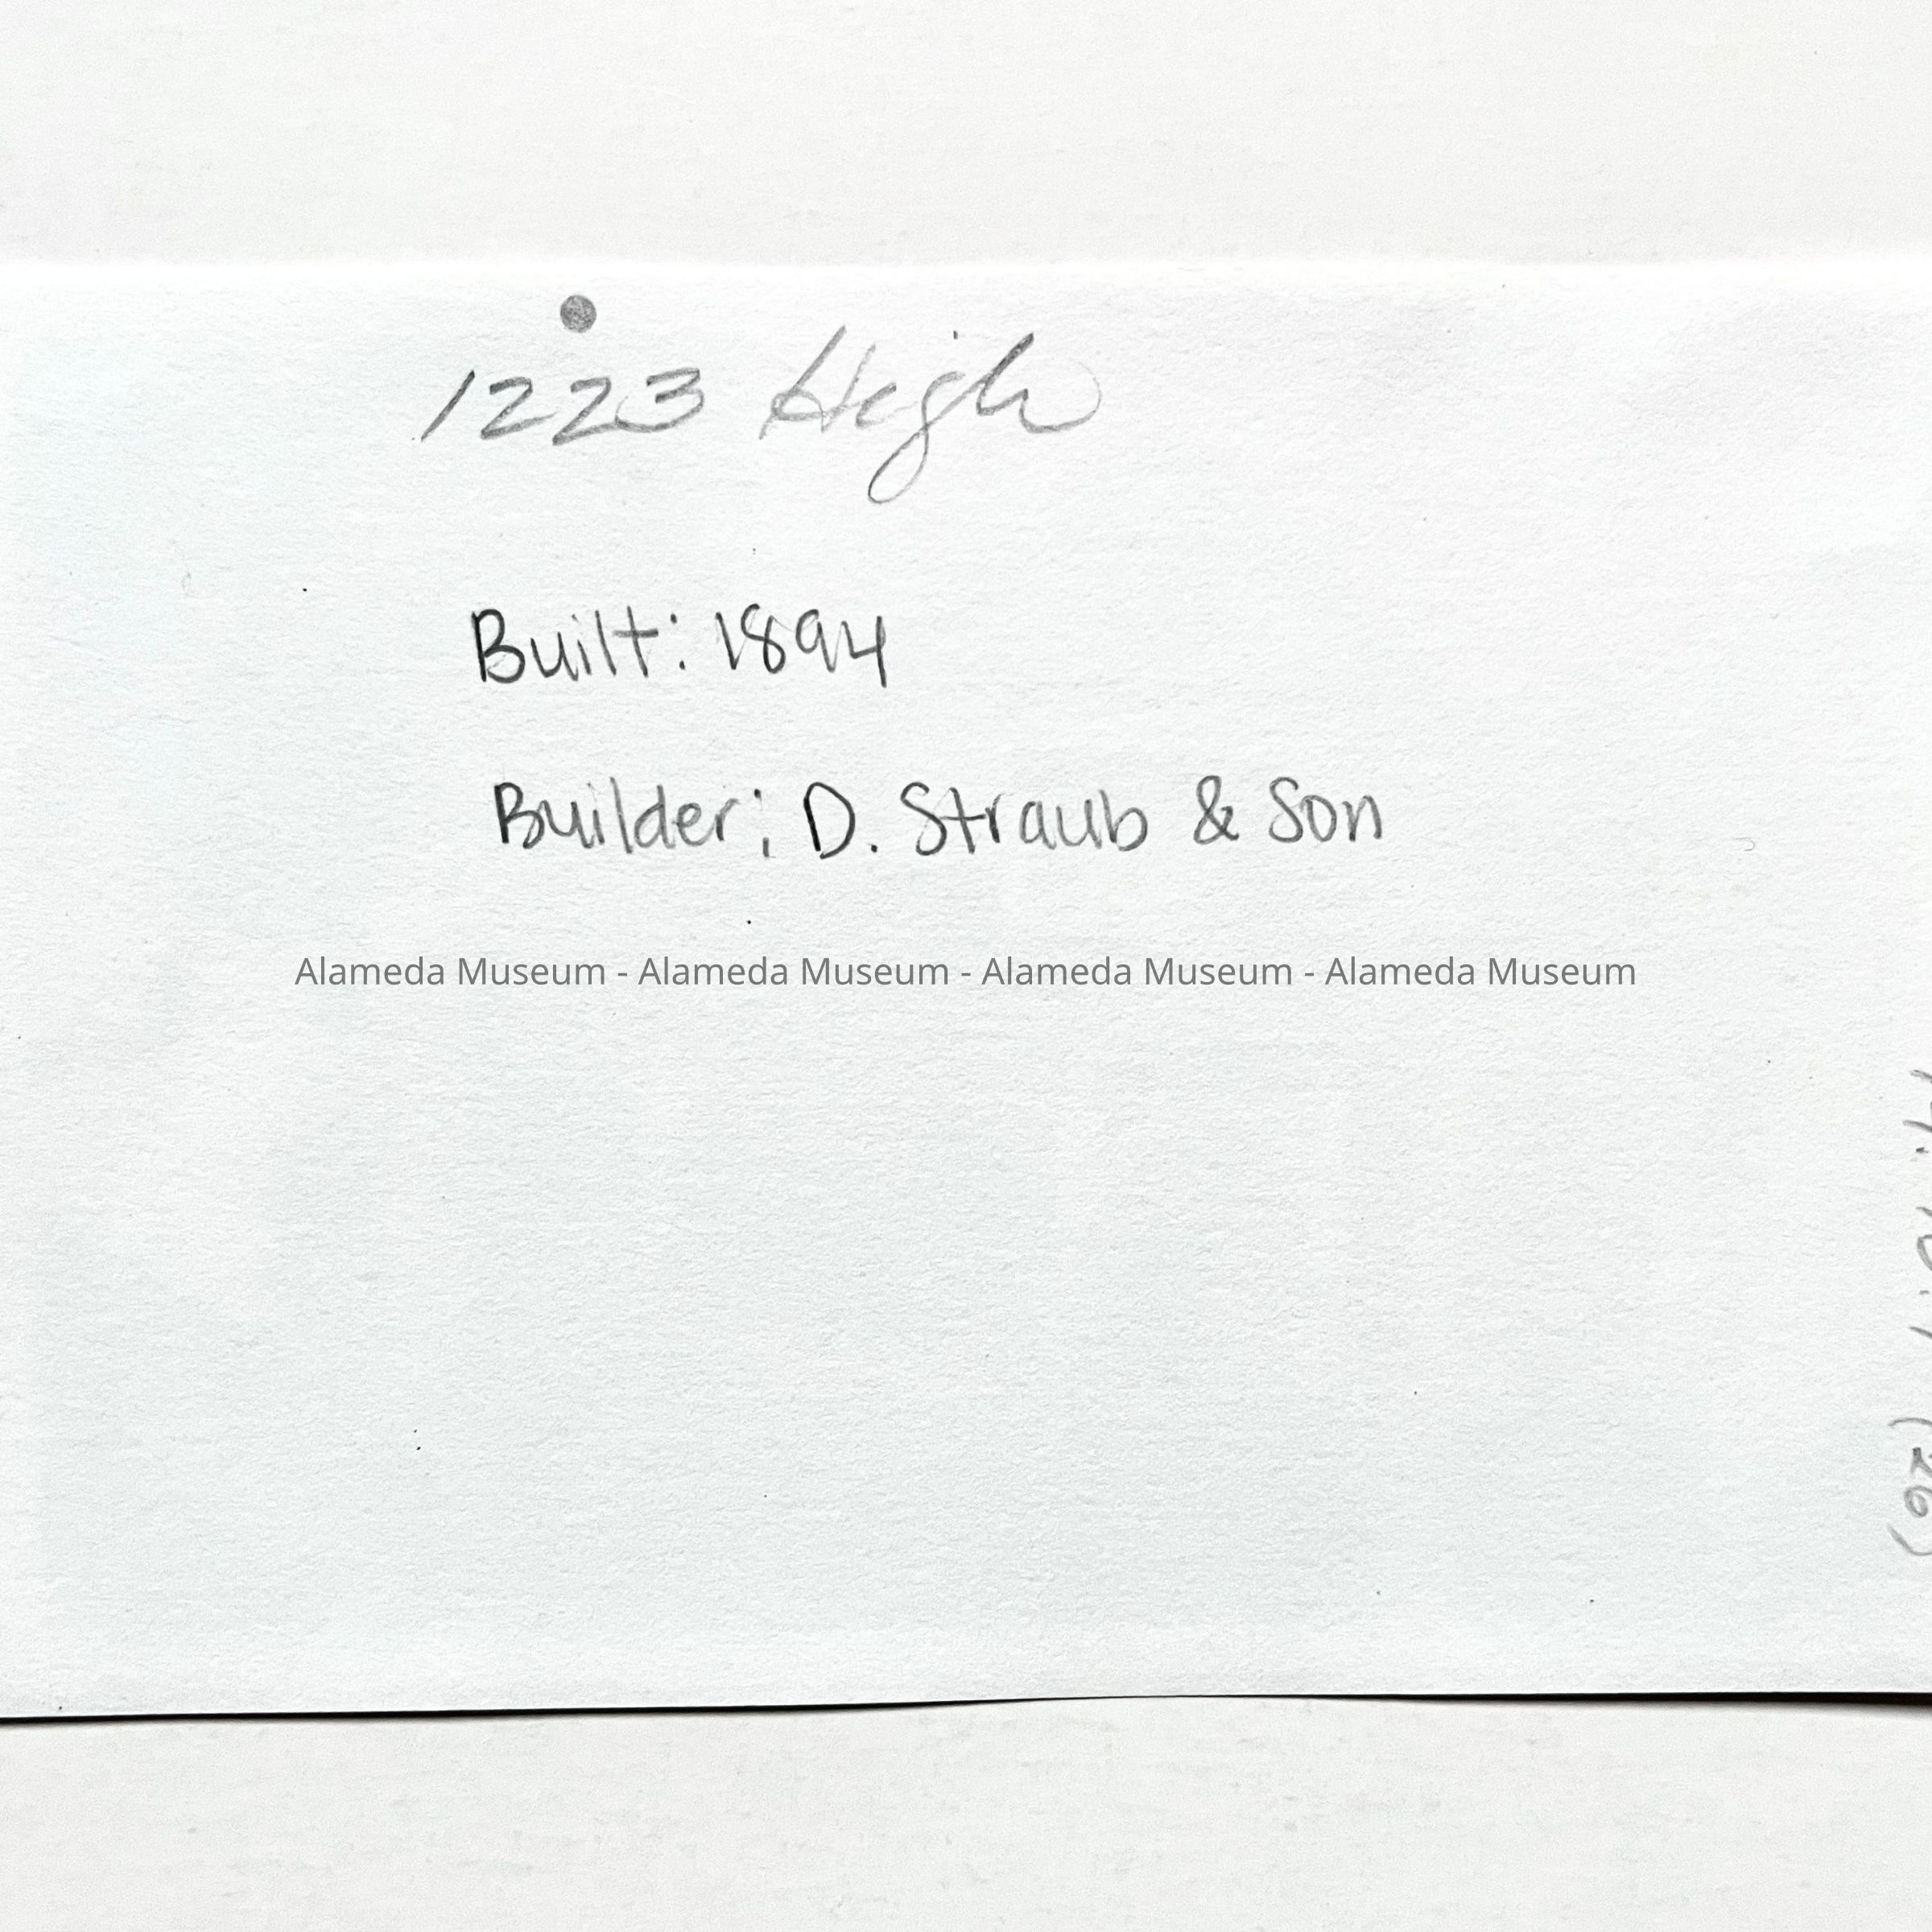 1223 High
Built: 1894
Builder: D. Straub & Son
Alameda Museum - Alameda Museum - Alameda Museum - Alameda Museum